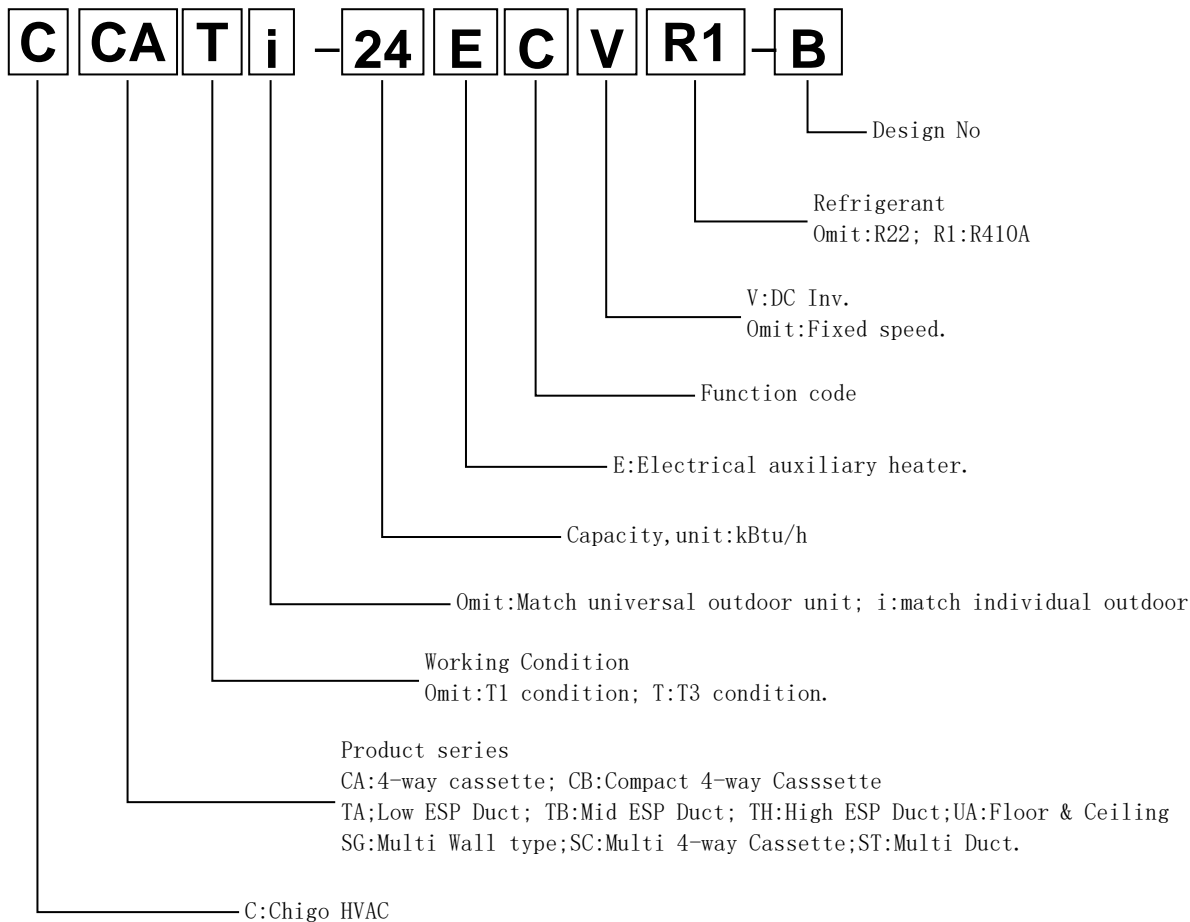 C CA T i -24 E C V R1 -B
Design No
Refrigerant
Omit:R22; R1:R410A
V:DC Inv.
Omit:Fixed speed.
Function code
E:Electrical auxiliary heater.
Capacity,unit:kBtu/h
Omit:Match universal outdoor unit; i:match individual outdoor
Working Condition
Omit:T1 condition; T:T3 condition.
Product series
CA:4-way cassette; CB:Compact 4-way Casssette
TA;Low ESP Duct; TB:Mid ESP Duct; TH:High ESP Duct;UA:Floor & Ceiling
SG:Multi Wall type;SC:Multi 4-way Cassette;ST:Multi Duct.
C:Chigo HVAC